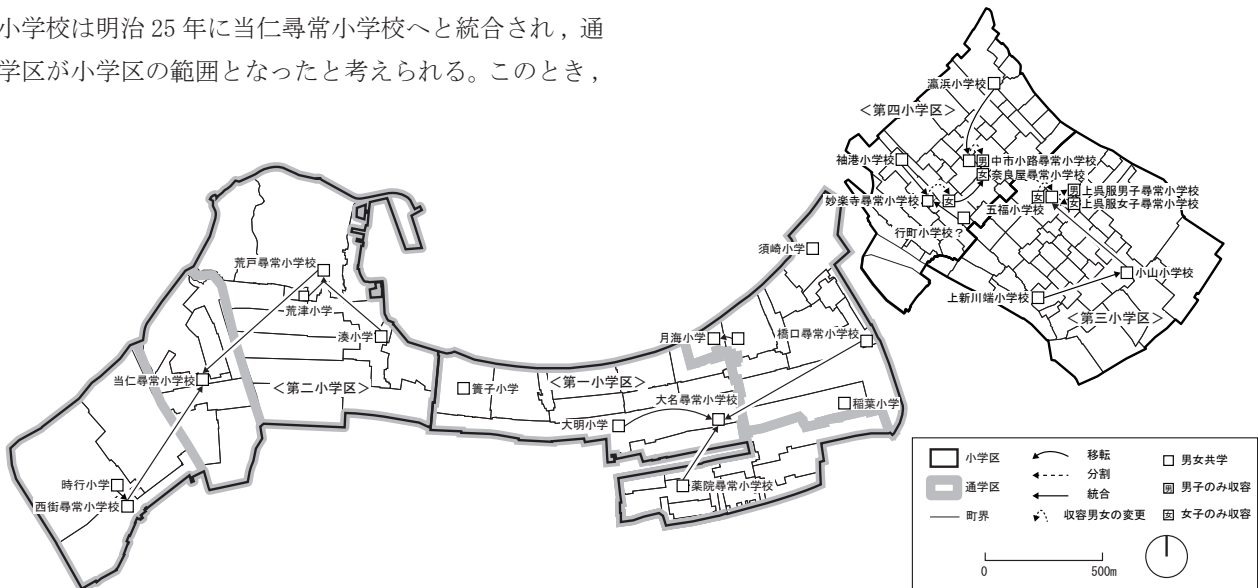 小学校は明治 25 年に当仁尋常小学校へと統合され，通
学区が小学区の範囲となったと考えられる。このとき，
瀛浜小学校
＜第四小学区＞
袖港小学校
男 中市小路尋常小学校
女 奈良屋尋常小学校
妙楽寺尋常小学校
女
行町小学校？
五福小学校
女
男 上呉服男子尋常小学校
女 上呉服女子尋常小学校
小山小学校
上新川端小学校
＜第三小学区＞
須崎小学
荒戸尋常小学校
荒津小学
湊小学
当仁尋常小学校
＜第二小学区＞
時行小学
西街尋常小学校
簀子小学
＜第一小学区＞
月海小学
橋口尋常小学校
大名尋常小学校
大明小学
稲葉小学
薬院尋常小学校
小学区
通学区
町界
移転
分割
統合
収容男女の変更
男女共学
男 男子のみ収容
女 女子のみ収容
0 500m